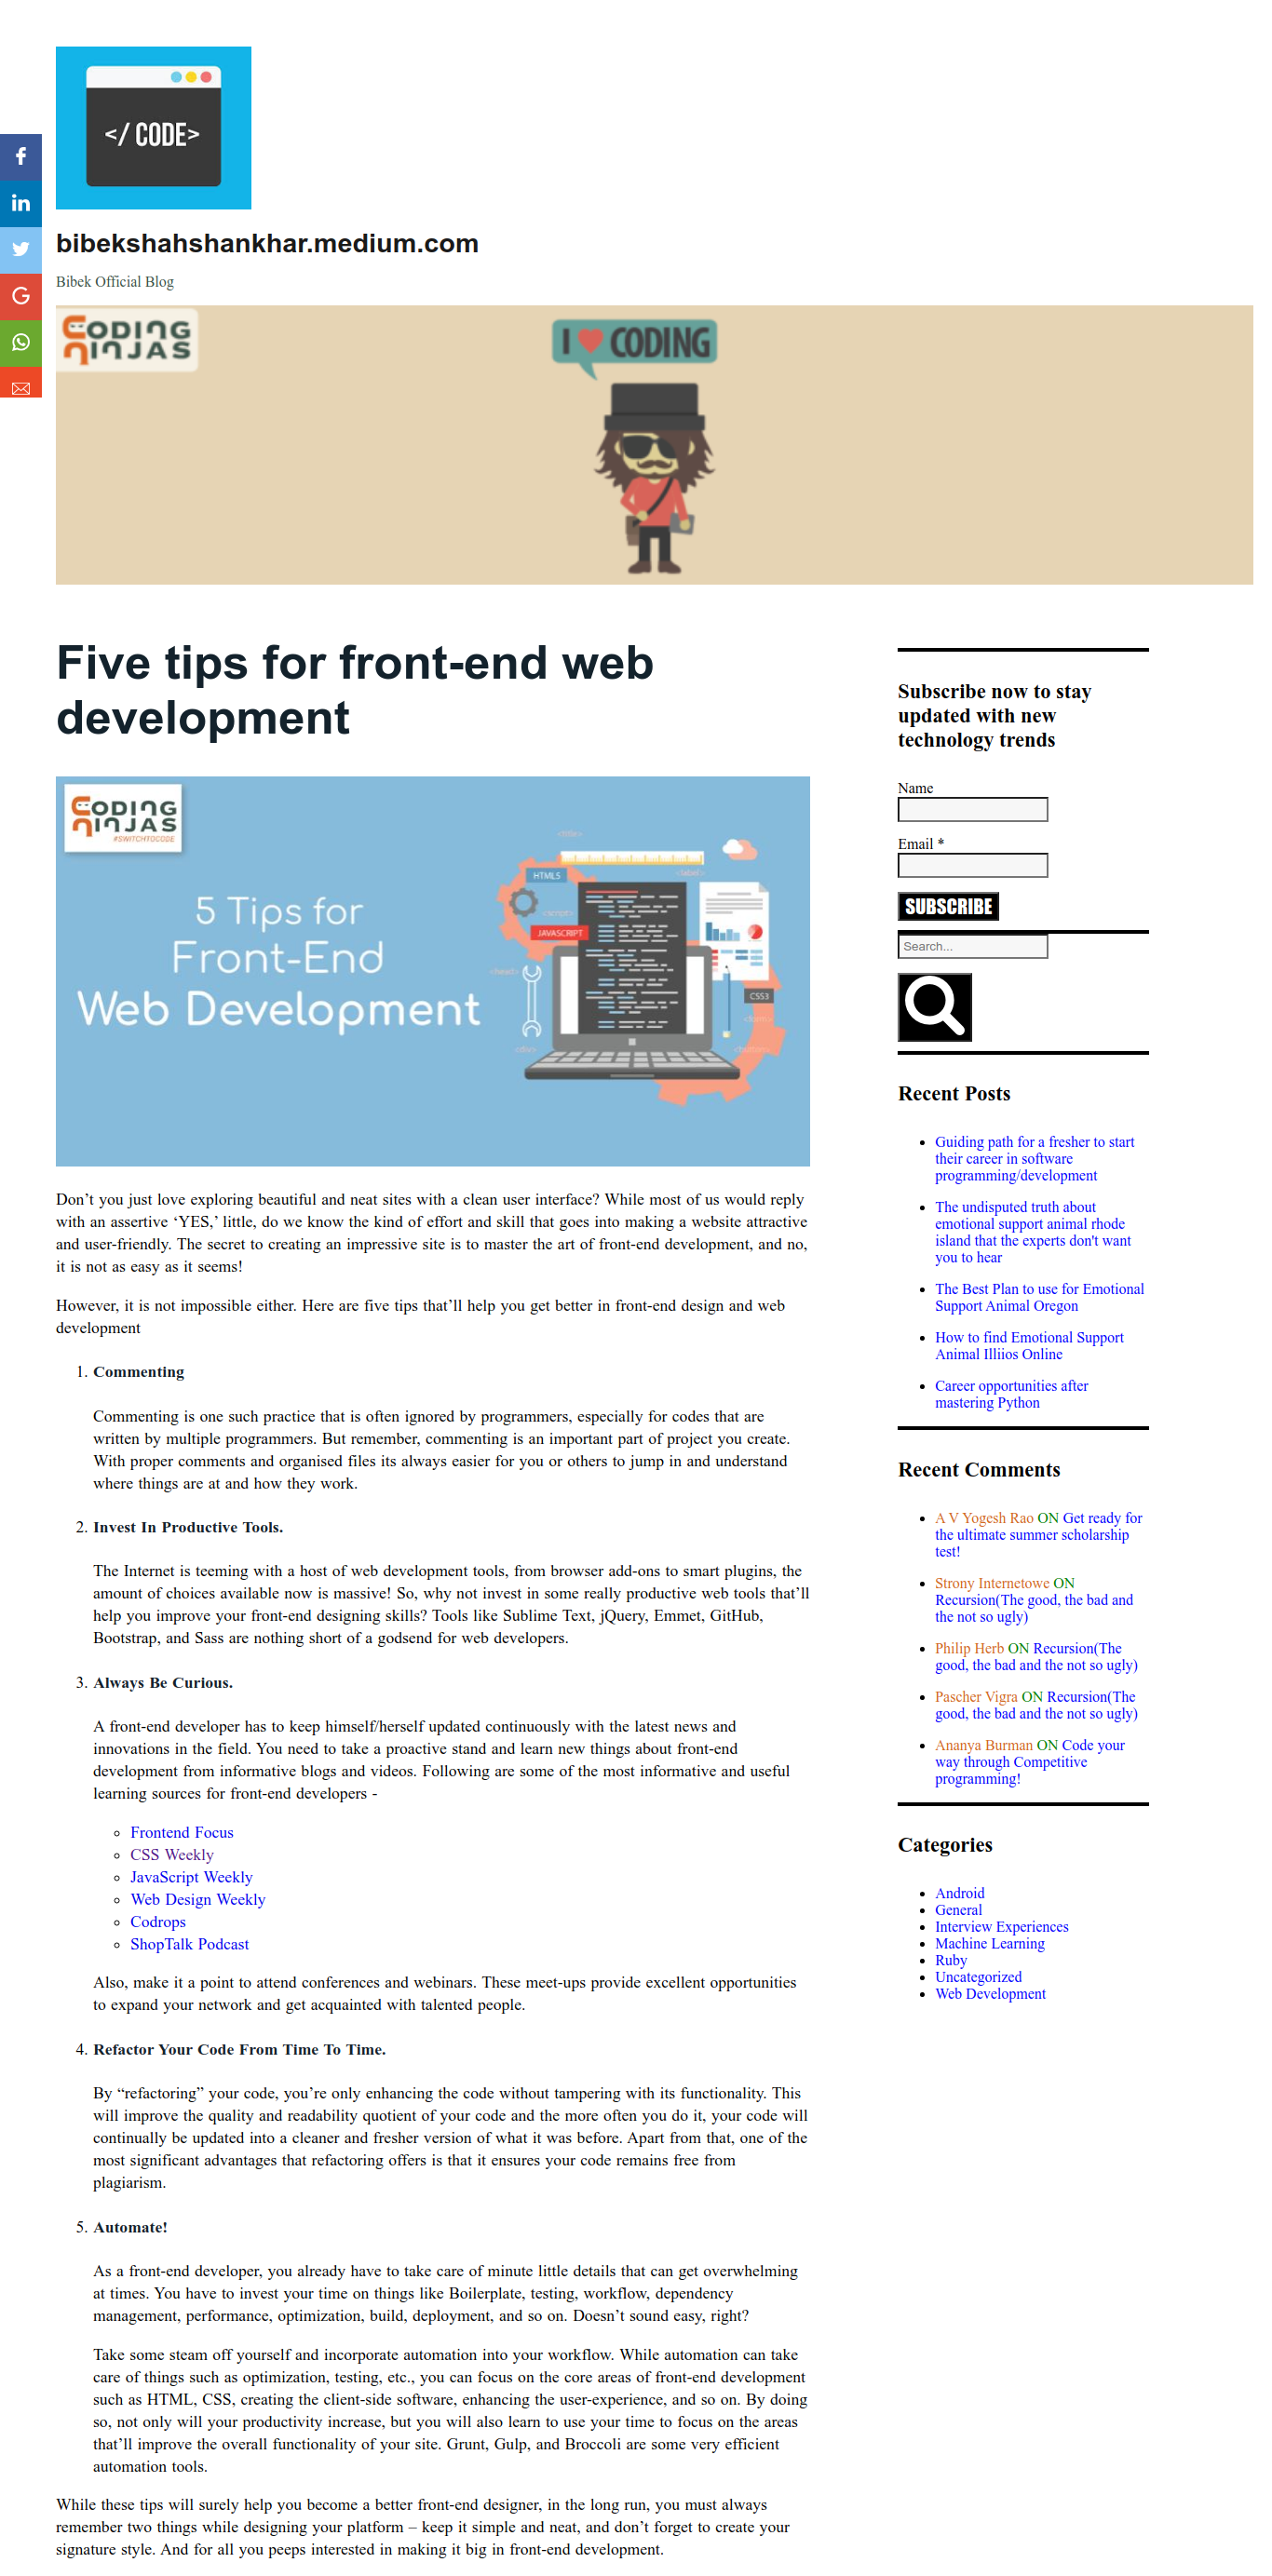 </ CODE>
bibekshahshankhar.medium.com
Bibek Official Blog
CODING
NINJAS
I CODING
Five tips for front-end web
development
CODING
NINJAS
#SWITCHTOCODE
5 Tips for
Front-End
Web Development
<title>
HTML5
<label>
<script>
JAVASCRIPT
<head>
CSS3
<form>
<div>
<button>
Don’t you just love exploring beautiful and neat sites with a clean user interface? While most of us would reply
with an assertive ‘YES,’ little, do we know the kind of effort and skill that goes into making a website attractive
and user-friendly. The secret to creating an impressive site is to master the art of front-end development, and no,
it is not as easy as it seems!
However, it is not impossible either. Here are five tips that’ll help you get better in front-end design and web
development
1. Commenting
Commenting is one such practice that is often ignored by programmers, especially for codes that are
written by multiple programmers. But remember, commenting is an important part of project you create.
With proper comments and organised files its always easier for you or others to jump in and understand
where things are at and how they work.
2. Invest In Productive Tools.
The Internet is teeming with a host of web development tools, from browser add-ons to smart plugins, the
amount of choices available now is massive! So, why not invest in some really productive web tools that’ll
help you improve your front-end designing skills? Tools like Sublime Text, jQuery, Emmet, GitHub,
Bootstrap, and Sass are nothing short of a godsend for web developers.
3. Always Be Curious.
A front-end developer has to keep himself/herself updated continuously with the latest news and
innovations in the field. You need to take a proactive stand and learn new things about front-end
development from informative blogs and videos. Following are some of the most informative and useful
learning sources for front-end developers -
Frontend Focus
CSS Weekly
JavaScript Weekly
Web Design Weekly
Codrops
ShopTalk Podcast
Also, make it a point to attend conferences and webinars. These meet-ups provide excellent opportunities
to expand your network and get acquainted with talented people.
4. Refactor Your Code From Time To Time.
By “refactoring” your code, you’re only enhancing the code without tampering with its functionality. This
will improve the quality and readability quotient of your code and the more often you do it, your code will
continually be updated into a cleaner and fresher version of what it was before. Apart from that, one of the
most significant advantages that refactoring offers is that it ensures your code remains free from
plagiarism.
5. Automate!
As a front-end developer, you already have to take care of minute little details that can get overwhelming
at times. You have to invest your time on things like Boilerplate, testing, workflow, dependency
management, performance, optimization, build, deployment, and so on. Doesn’t sound easy, right?
Take some steam off yourself and incorporate automation into your workflow. While automation can take
care of things such as optimization, testing, etc., you can focus on the core areas of front-end development
such as HTML, CSS, creating the client-side software, enhancing the user-experience, and so on. By doing
so, not only will your productivity increase, but you will also learn to use your time to focus on the areas
that’ll improve the overall functionality of your site. Grunt, Gulp, and Broccoli are some very efficient
automation tools.
While these tips will surely help you become a better front-end designer, in the long run, you must always
remember two things while designing your platform – keep it simple and neat, and don’t forget to create your
signature style. And for all you peeps interested in making it big in front-end development.
Subscribe now to stay
updated with new
technology trends
Name
Email *
SUBSCRIBE
Search...
Recent Posts
Guiding path for a fresher to start
their career in software
programming/development
The undisputed truth about
emotional support animal rhode
island that the experts don't want
you to hear
The Best Plan to use for Emotional
Support Animal Oregon
How to find Emotional Support
Animal Illiios Online
Career opportunities after
mastering Python
Recent Comments
A V Yogesh Rao ON Get ready for
the ultimate summer scholarship
test!
Strony Internetowe ON
Recursion(The good, the bad and
the not so ugly)
Philip Herb ON Recursion(The
good, the bad and the not so ugly)
Pascher Vigra ON Recursion(The
good, the bad and the not so ugly)
Ananya Burman ON Code your
way through Competitive
programming!
Categories
Android
General
Interview Experiences
Machine Learning
Ruby
Uncategorized
Web Development